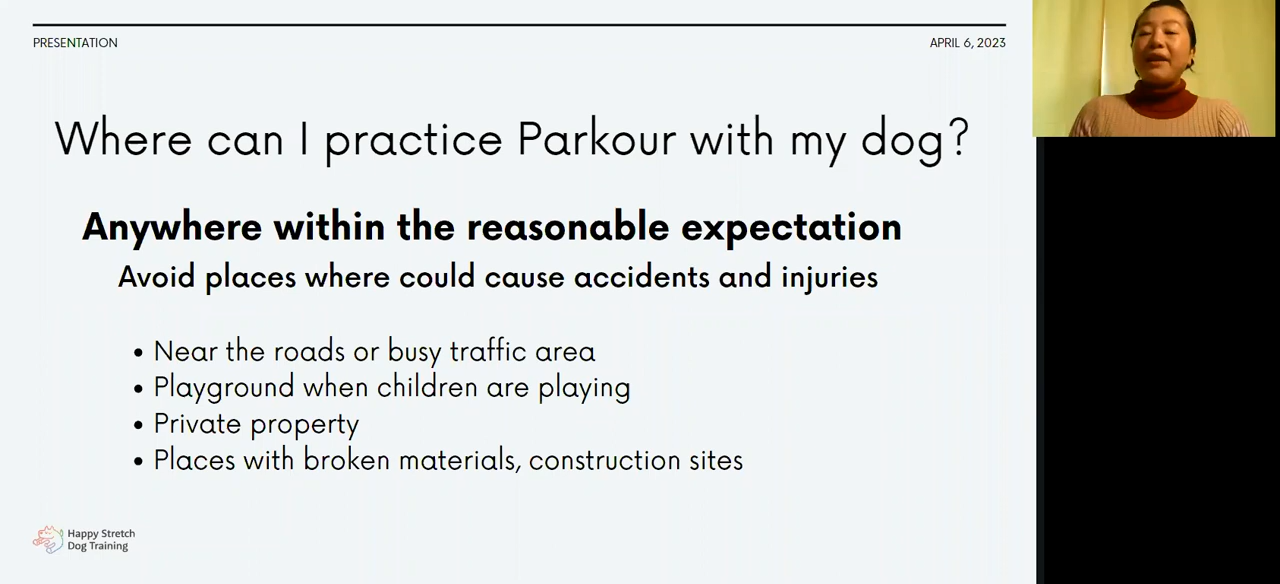 PRESENTATION
APRIL 6, 2023
Where can I practice Parkour with my dog?
Anywhere within the reasonable expectation
Avoid places where could cause accidents and injuries
• Near the roads or busy traffic area
• Playground when children are playing
• Private property
• Places with broken materials, construction sites
Happy Stretch
Dog Training